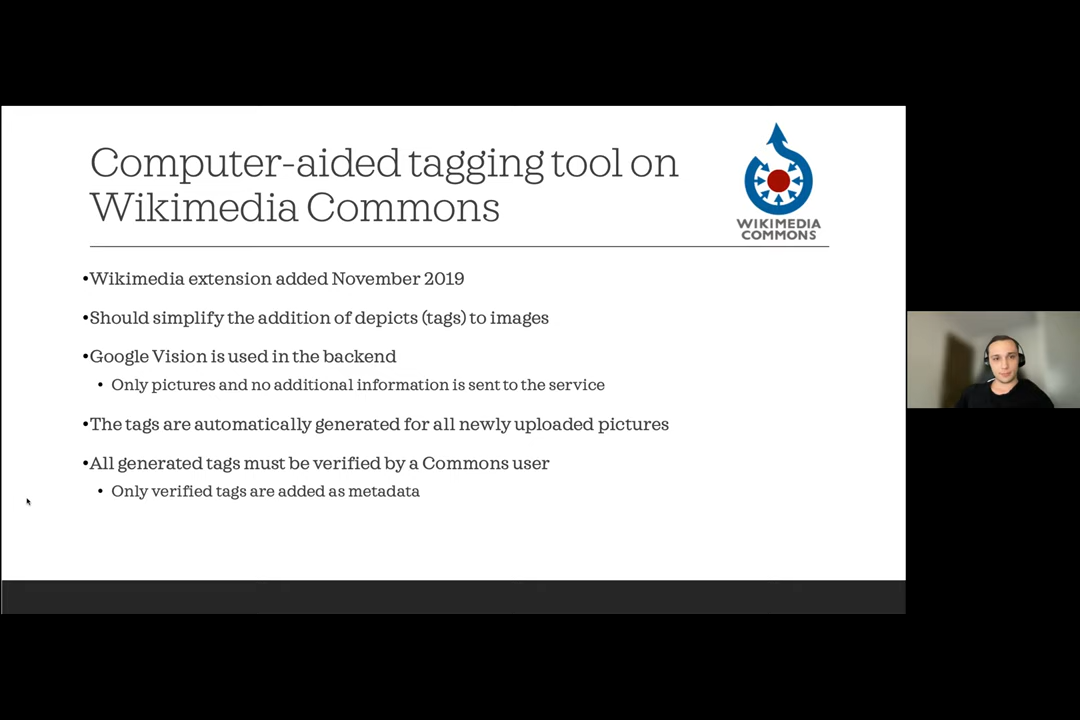 Computer-aided tagging tool on
Wikimedia Commons
WIKIMEDIA
COMMONS
•Wikimedia extension added November 2019
•Should simplify the addition of depicts (tags) to images
•Google Vision is used in the backend
• Only pictures and no additional information is sent to the service
•The tags are automatically generated for all newly uploaded pictures
•All generated tags must be verified by a Commons user
• Only verified tags are added as metadata